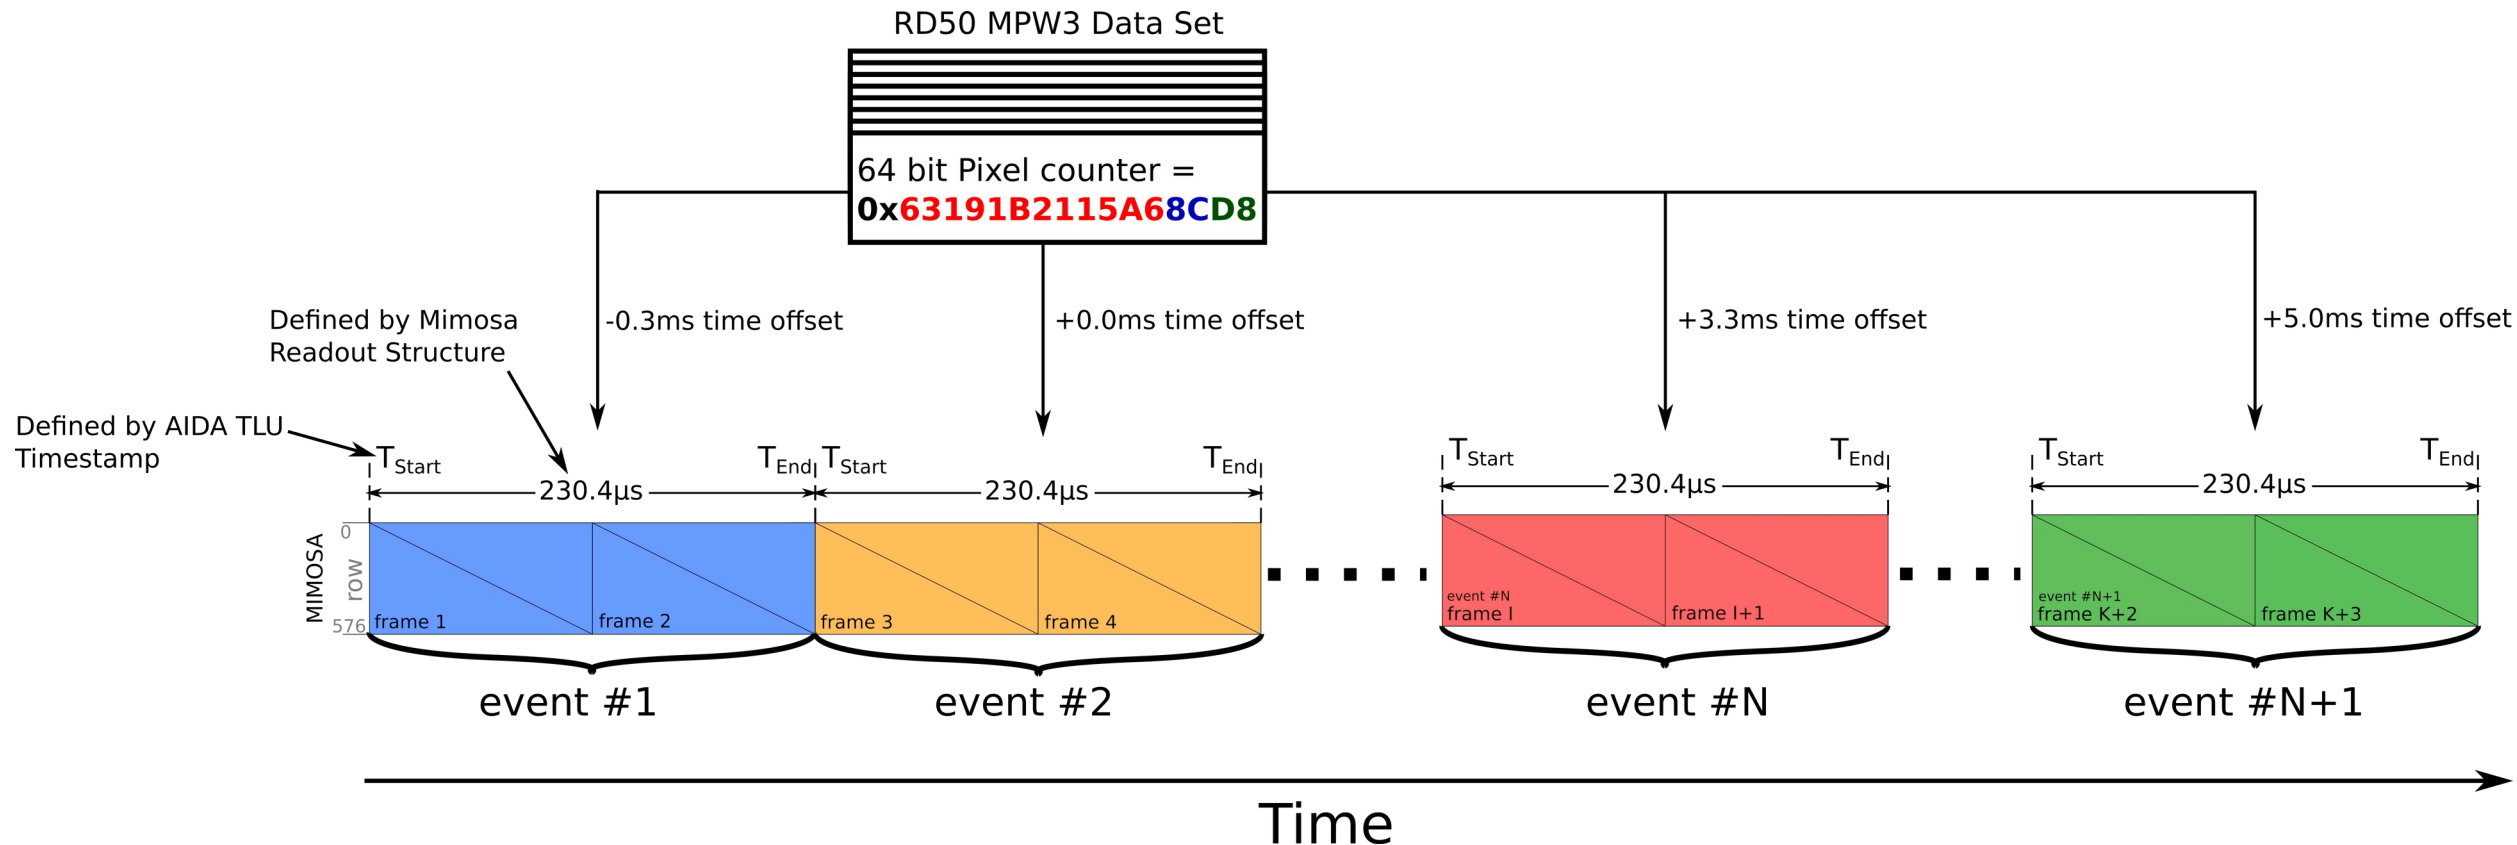 RD50 MPW3 Data Set
64 bit Pixel counter =
0x63191B2115A68CD8
-0.3ms time offset
+0.0ms time offset
+3.3ms time offset
+5.0ms time offset
Defined by Mimosa
Readout Structure
Defined by AIDA TLU
Timestamp
TStart
TEnd
TStart
TEnd
TStart
TEnd
TStart
TEnd
230.4µs
230.4µs
230.4µs
230.4µs
MIMOSA
row
0
576
frame 1
frame 2
frame 3
frame 4
event #N
frame I
frame I+1
event #N+1
frame K+2
frame K+3
event #1
event #2
event #N
event #N+1
Time